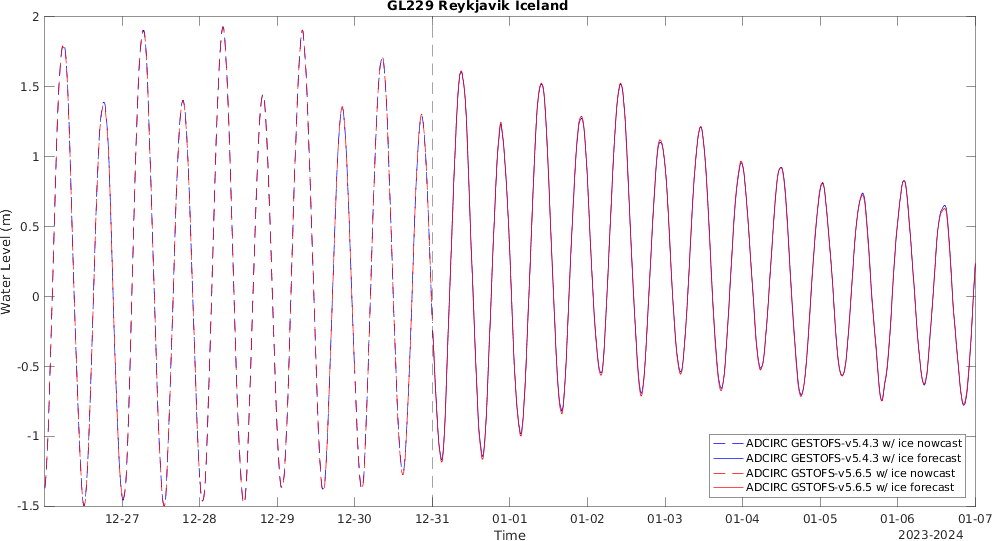 GL229 Reykjavik Iceland
2
1.5
1
0.5
0
-0.5
-1
-1.5
Water Level (m)
ADCIRC GESTOFS-v5.4.3 w/ ice nowcast
ADCIRC GESTOFS-v5.4.3 w/ ice forecast
ADCIRC GSTOFS-v5.6.5 w/ ice nowcast
ADCIRC GSTOFS-v5.6.5 w/ ice forecast
12-27 12-28 12-29 12-30 12-31 01-01 01-02 01-03 01-04 01-05 01-06 01-07
Time
2023-2024